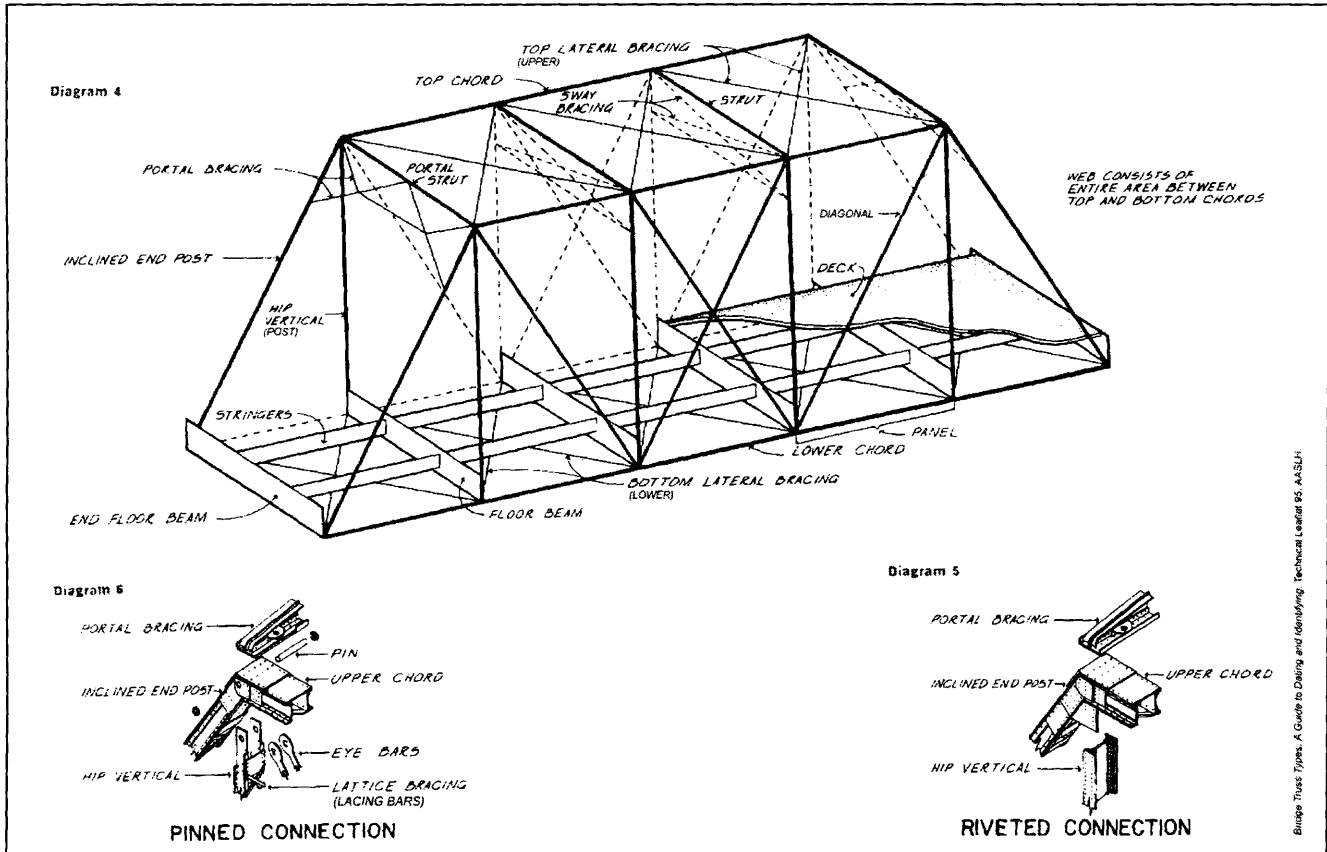 Diagram 4
TOP LATERAL BRACING
(UPPER)
TOP CHORD
SWAY
BRACING
STRUT
PORTAL BRACING
PORTAL
STRUT
WEB CONSISTS OF
ENTIRE AREA BETWEEN
TOP AND BOTTOM CHORDS
DIAGONAL
INCLINED END POST
DECK
HIP
VERTICAL
(POST)
STRINGERS
PANEL
LOWER CHORD
BOTTOM LATERAL BRACING
(LOWER)
FLOOR BEAM
END FLOOR BEAM
Diagram 6
PORTAL BRACING
PIN
UPPER CHORD
INCLINED END POST
EYE BARS
HIP VERTICAL
LATTICE BRACING
(LACING BARS)
PINNED CONNECTION
Diagram 5
PORTAL BRACING
UPPER CHORD
INCLINED END POST
HIP VERTICAL
RIVETED CONNECTION
Bridge Truss Types: A Guide to Dating and Identifying. Technical Leaflet 95. AASLH